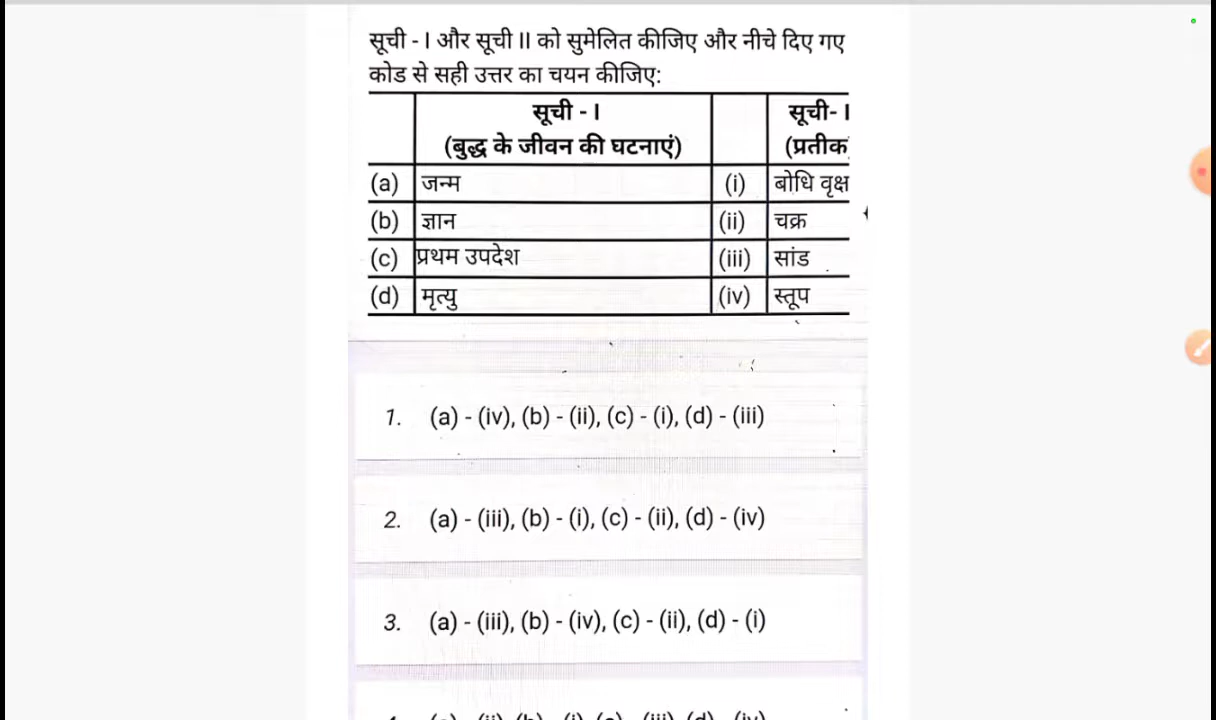 सूची - I और सूची II को सुमेलित कीजिए और नीचे दिए गए
कोड से सही उत्तर का चयन कीजिए:
सूची - I सूची- I
(बुद्ध के जीवन की घटनाएं) (प्रतीक
(a) जन्म (i) बोधि वृक्ष
(b) ज्ञान (ii) चक्र
(c) प्रथम उपदेश (iii) सांड
(d) मृत्यु (iv) स्तूप
1. (a) - (iv), (b) - (ii), (c) - (i), (d) - (iii)
2. (a) - (iii), (b) - (i), (c) - (ii), (d) - (iv)
3. (a) - (iii), (b) - (iv), (c) - (ii), (d) - (i)